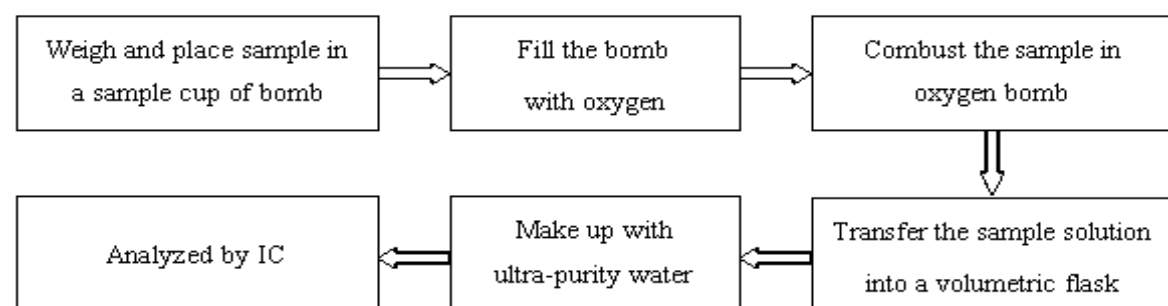 Weigh and place sample in
a sample cup of bomb
Fill the bomb
with oxygen
Combust the sample in
oxygen bomb
Transfer the sample solution
into a volumetric flask
Make up with
ultra-purity water
Analyzed by IC